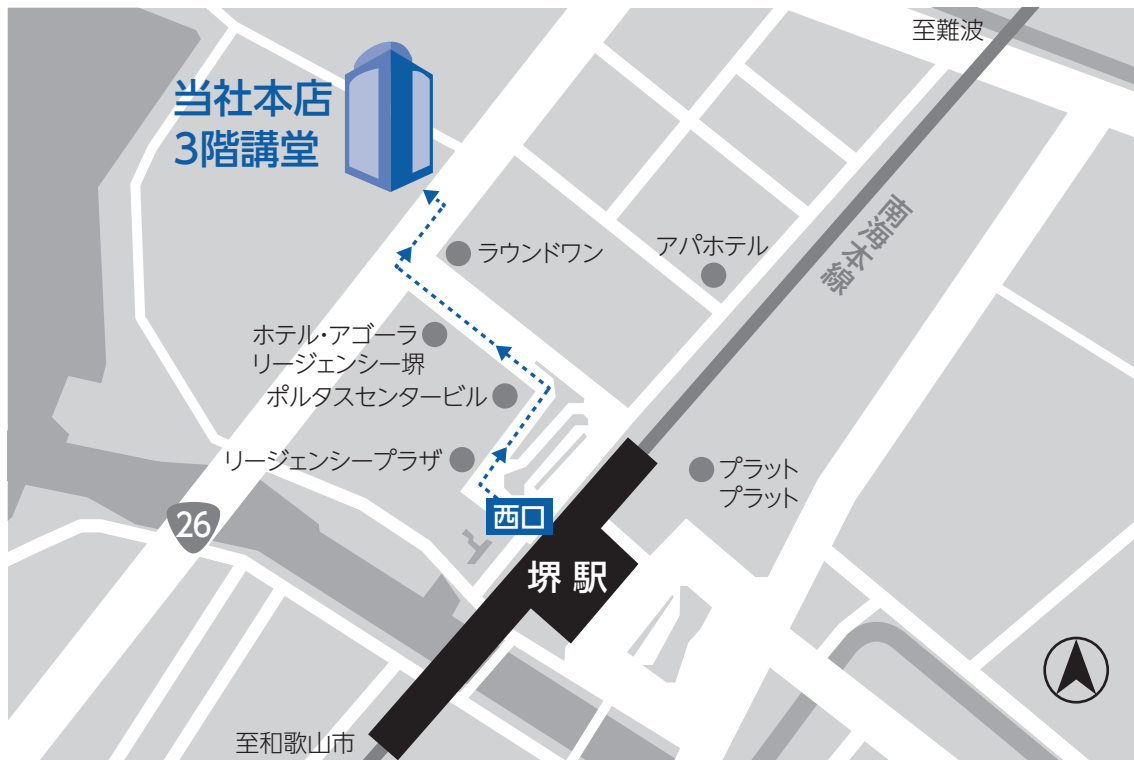 至難波
当社本店
3階講堂
南海本線
ラウンドワン
アパホテル
ホテル・アゴーラ
リージェンシー堺
ポルタスセンタービル
リージェンシープラザ
プラット
プラット
26
西口
堺駅
至和歌山市